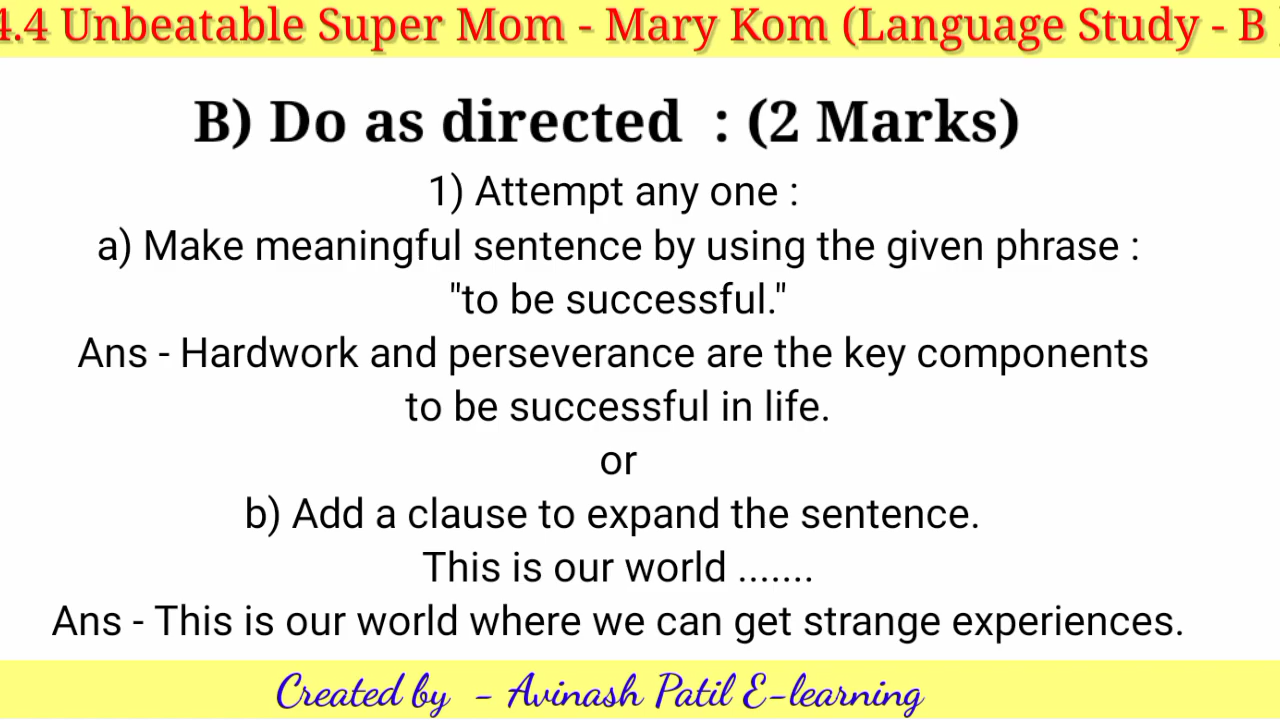 4.4 Unbeatable Super Mom - Mary Kom (Language Study - B )
B) Do as directed : (2 Marks)
1) Attempt any one :
a) Make meaningful sentence by using the given phrase :
"to be successful."
Ans - Hardwork and perseverance are the key components
to be successful in life.
or
b) Add a clause to expand the sentence.
This is our world .......
Ans - This is our world where we can get strange experiences.
Created by - Avinash Patil E-learning